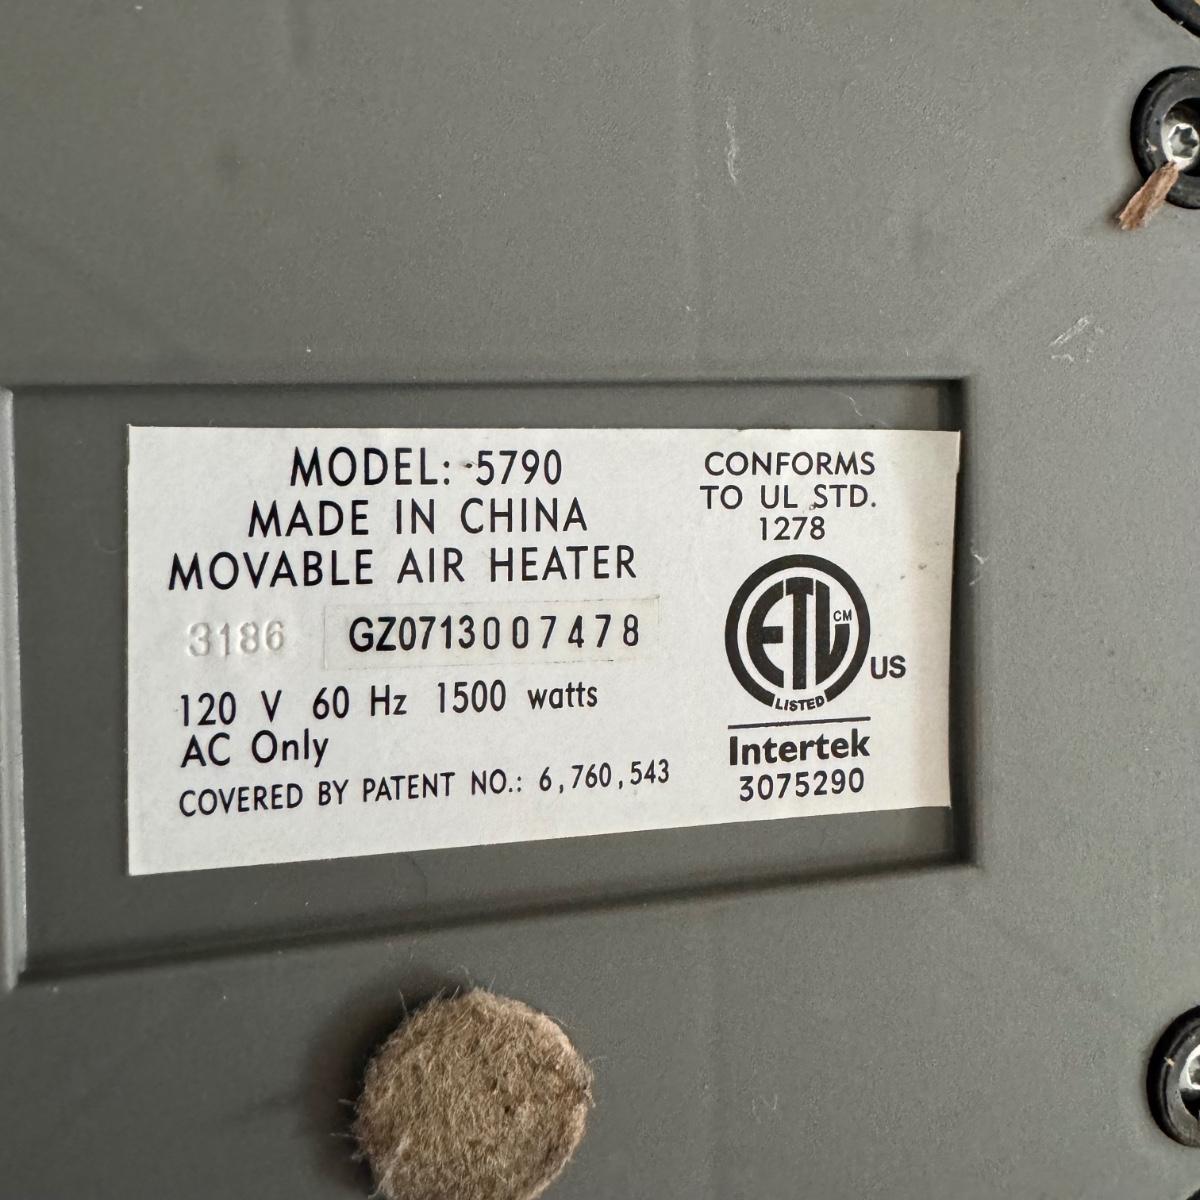 MODEL: 5790
MADE IN CHINA
MOVABLE AIR HEATER
3186 GZ0713007478
120 V 60 Hz 1500 watts
AC Only
COVERED BY PATENT NO.: 6,760,543
CONFORMS
TO UL STD.
1278
ETL CM
US
LISTED
Intertek
3075290